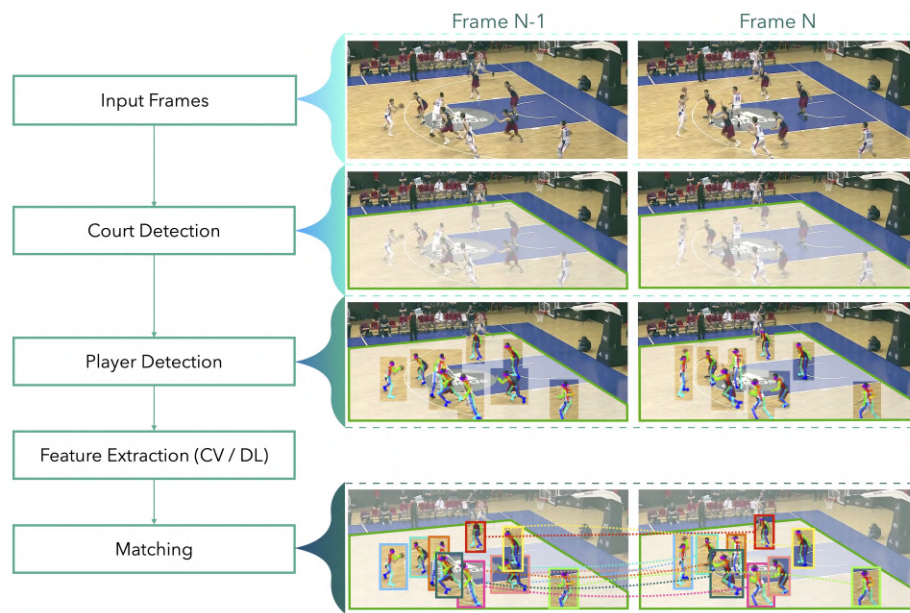 Frame N-1
Frame N
Input Frames
Court Detection
Player Detection
Feature Extraction (CV / DL)
Matching